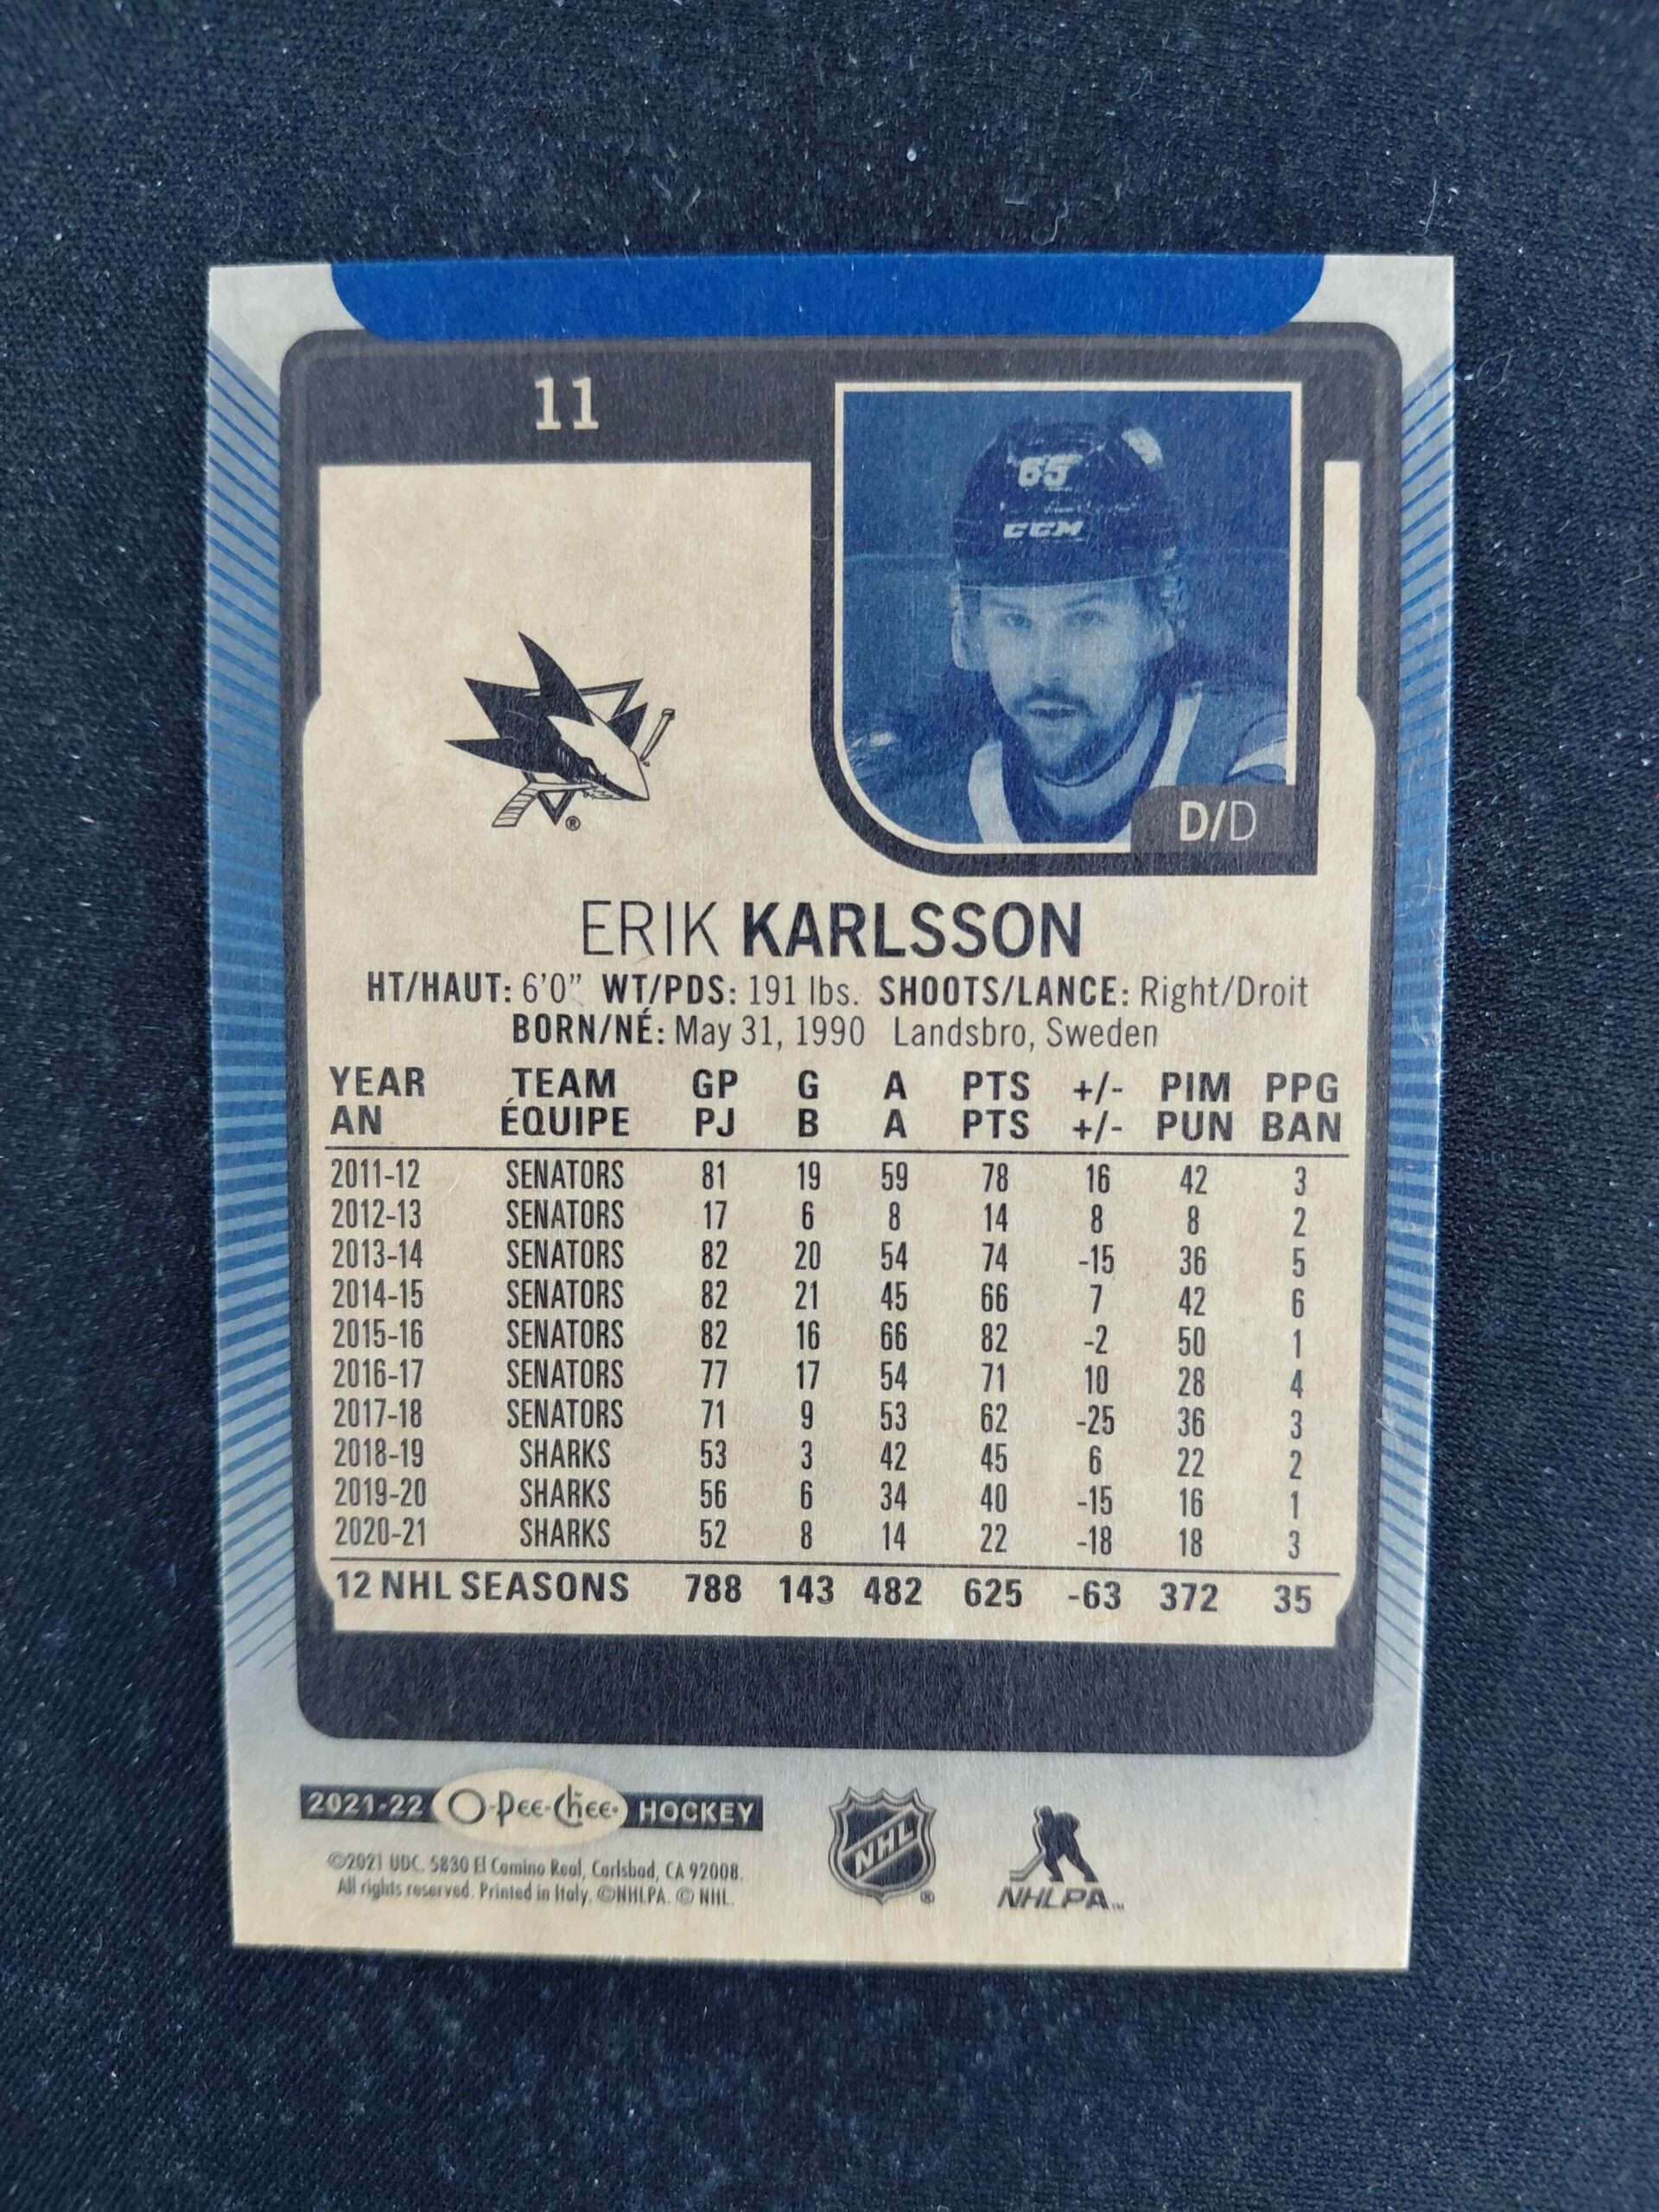 11
65
CCM
®
D/D
ERIK KARLSSON
HT/HAUT: 6'0" WT/PDS: 191 lbs. SHOOTS/LANCE: Right/Droit
BORN/NÉ: May 31, 1990 Landsbro, Sweden
YEAR TEAM GP G A PTS +/- PIM PPG
AN ÉQUIPE PJ B A PTS +/- PUN BAN
2011-12 SENATORS 81 19 59 78 16 42 3
2012-13 SENATORS 17 6 8 14 8 8 2
2013-14 SENATORS 82 20 54 74 -15 36 5
2014-15 SENATORS 82 21 45 66 7 42 6
2015-16 SENATORS 82 16 66 82 -2 50 1
2016-17 SENATORS 77 17 54 71 10 28 4
2017-18 SENATORS 71 9 53 62 -25 36 3
2018-19 SHARKS 53 3 42 45 6 22 2
2019-20 SHARKS 56 6 34 40 -15 16 1
2020-21 SHARKS 52 8 14 22 -18 18 3
12 NHL SEASONS 788 143 482 625 -63 372 35
2021-22 O-Pee-Chee HOCKEY
©2021 UDC. 5830 El Camino Real, Carlsbad, CA 92008.
All rights reserved. Printed in Italy. ©NHLPA. © NHL.
NHL ®
NHLPA™